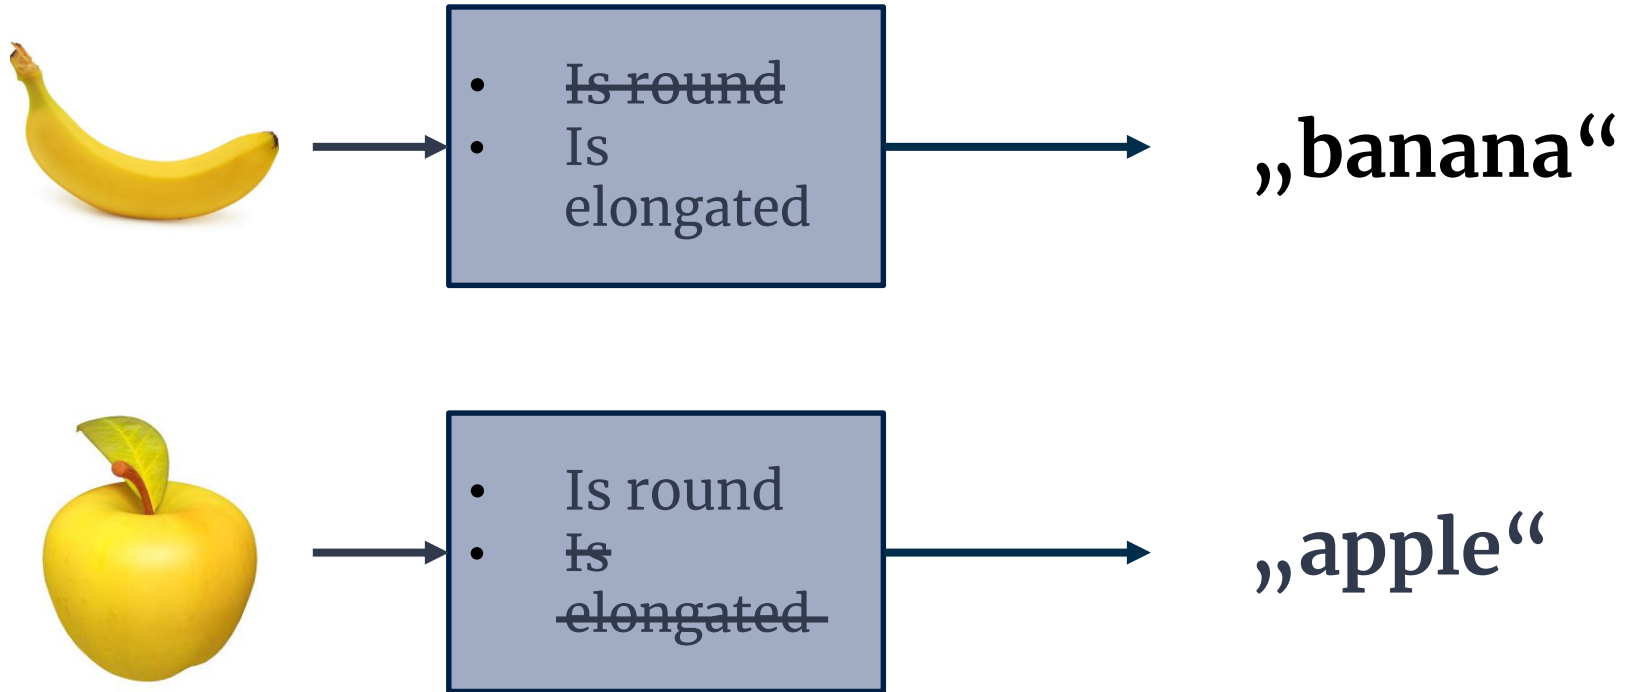 • Is round
• Is
elongated
„banana“
• Is round
• Is
elongated
„apple“